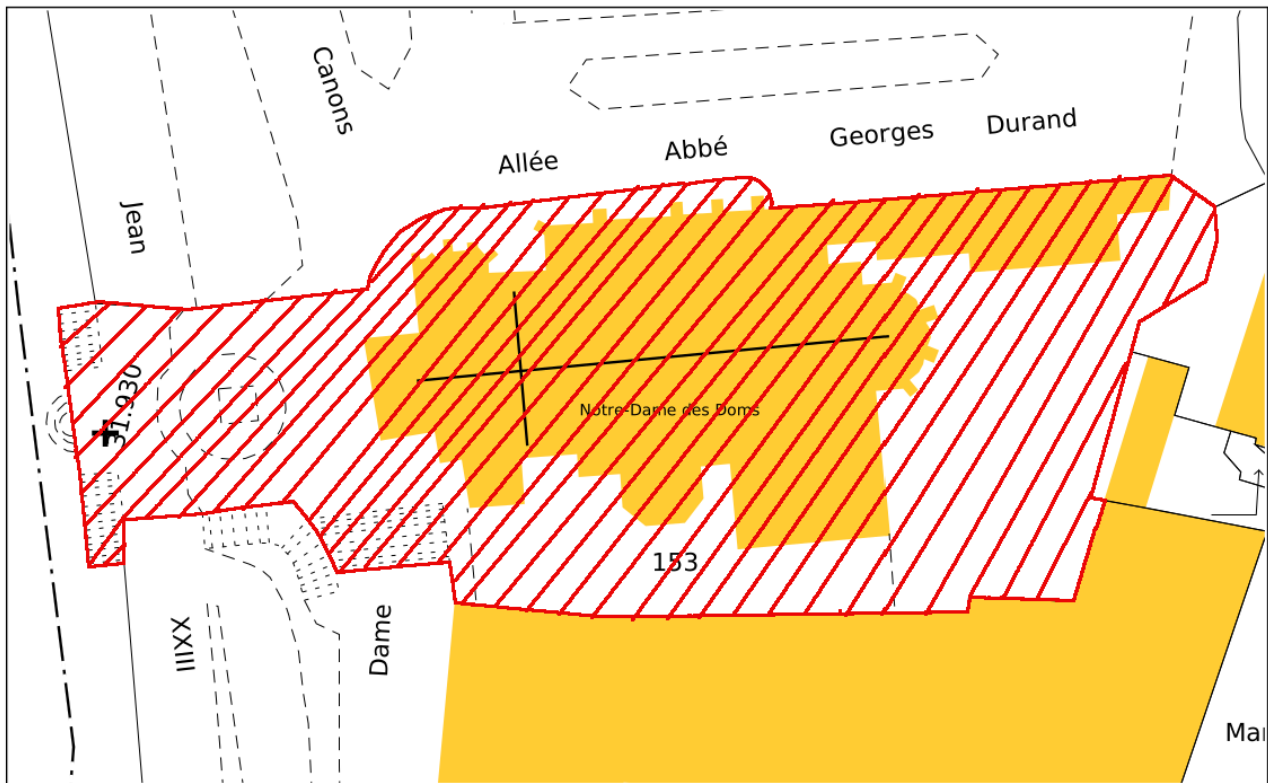 Canons
Durand
Georges
Abbé
Allée
Jean
31.930
Notre-Dame des Doms
153
Dame
XXIII